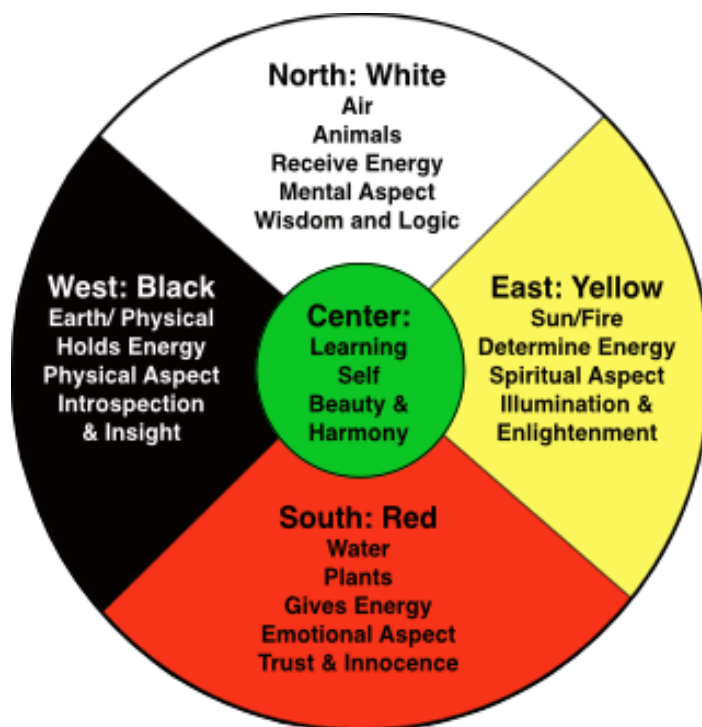 North: White
Air
Animals
Receive Energy
Mental Aspect
Wisdom and Logic
West: Black
Earth/ Physical
Holds Energy
Physical Aspect
Introspection
& Insight
Center:
Learning
Self
Beauty &
Harmony
East: Yellow
Sun/Fire
Determine Energy
Spiritual Aspect
Illumination &
Enlightenment
South: Red
Water
Plants
Gives Energy
Emotional Aspect
Trust & Innocence